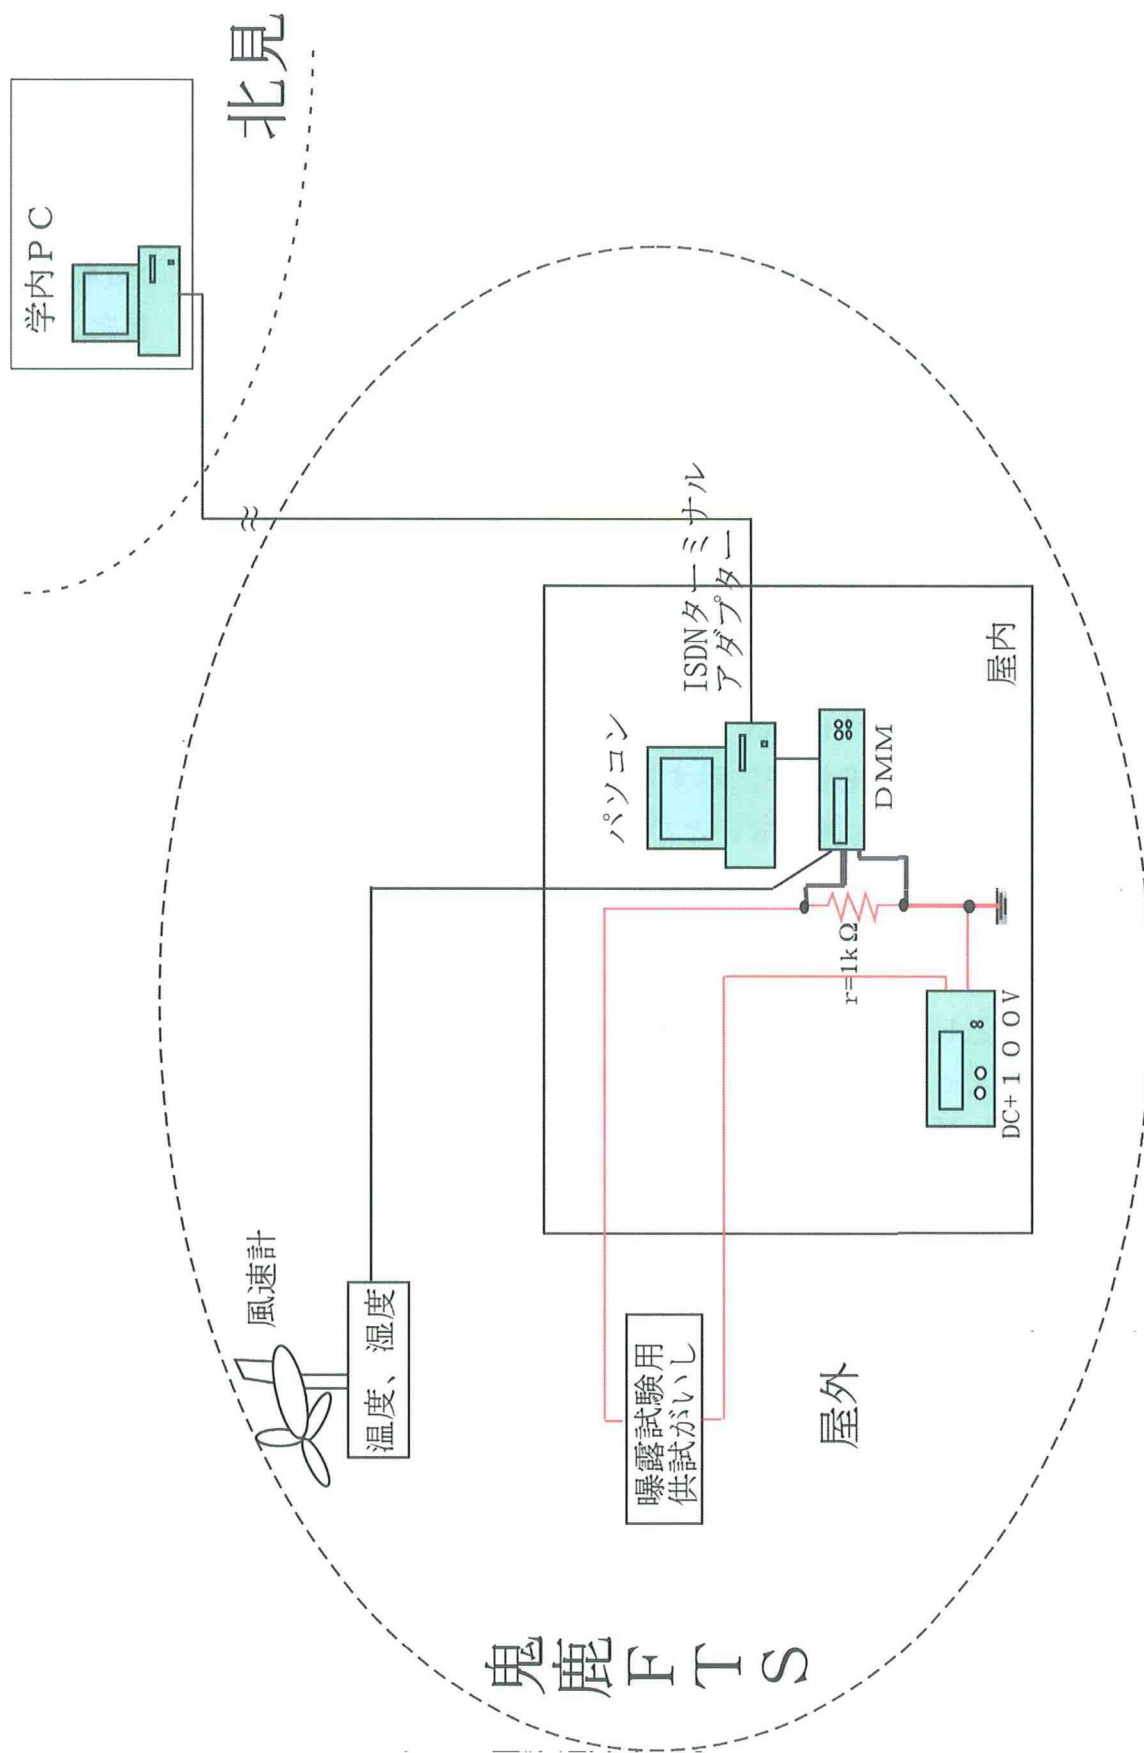 鬼鹿FTS
風速計
温度、湿度
曝露試験用
供試がいし
屋外
パソコン
ISDNターミナル
アダプター
DMM
r=1kΩ
DC+１００V
屋内
学内PC
北見